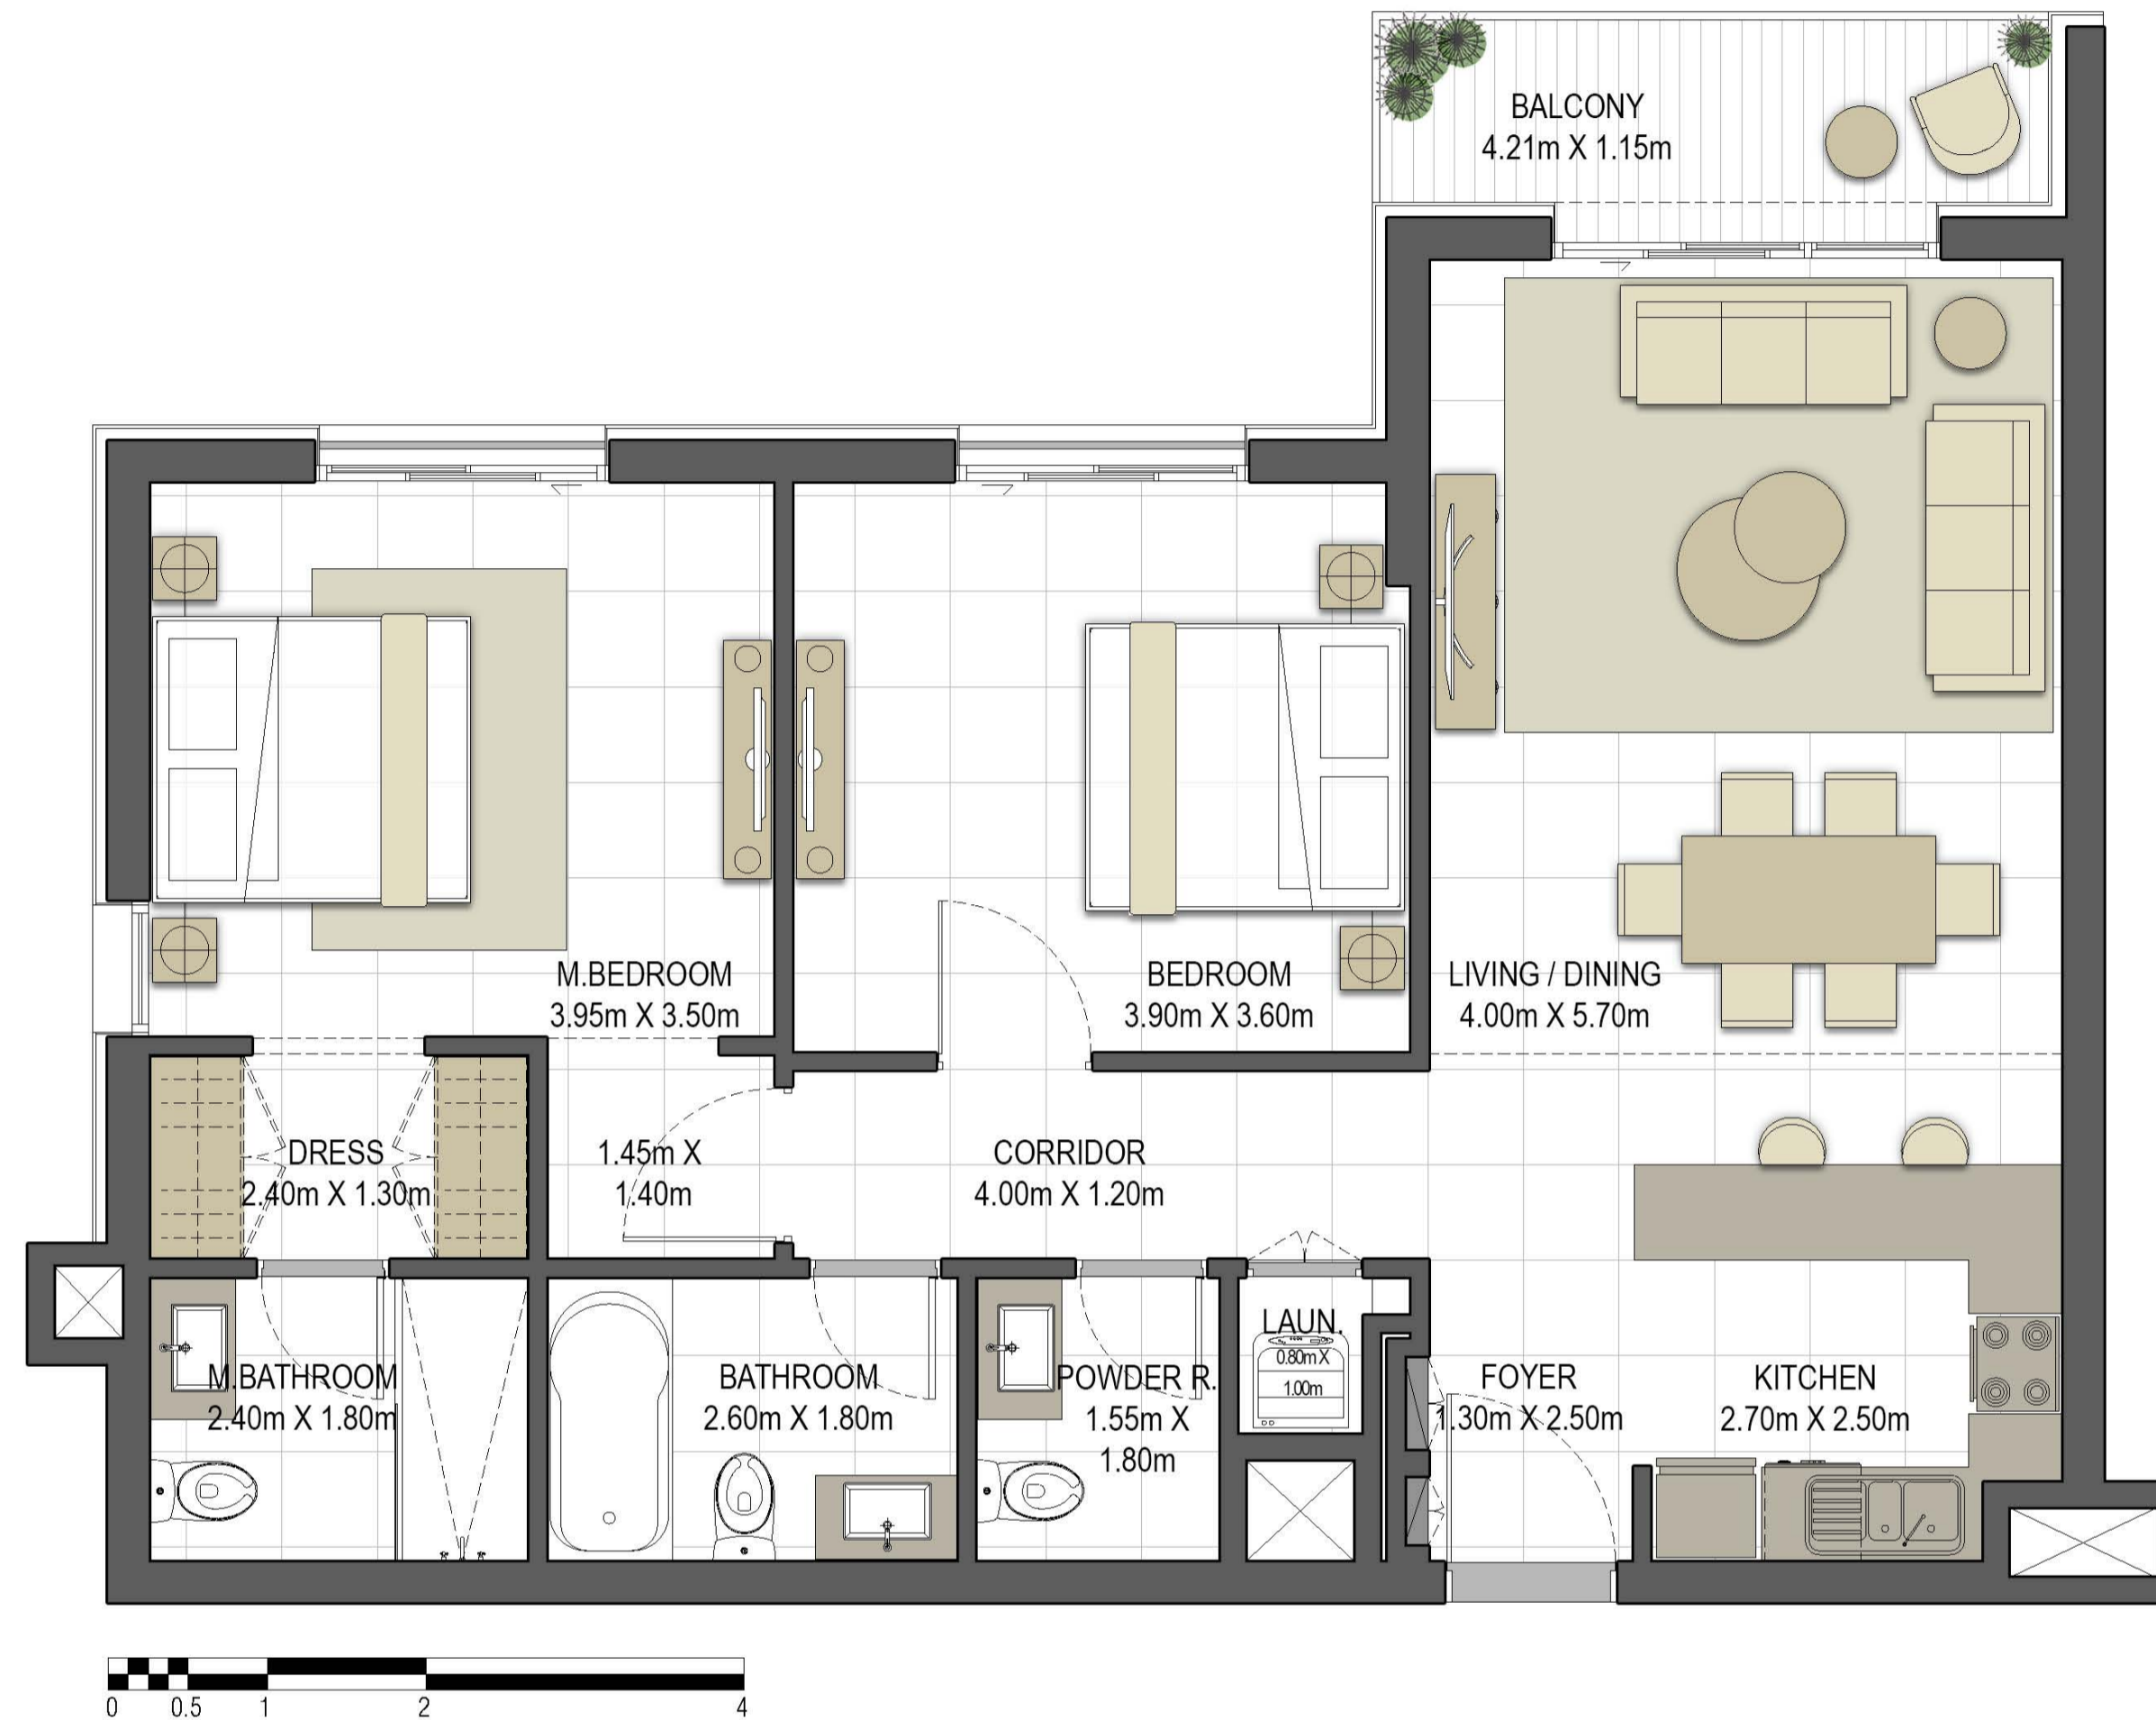 BALCONY
4.21m X 1.15m
M.BEDROOM
3.95m X 3.50m
BEDROOM
3.90m X 3.60m
LIVING / DINING
4.00m X 5.70m
DRESS
2.40m X 1.30m
1.45m X
1.40m
CORRIDOR
4.00m X 1.20m
M.BATHROOM
2.40m X 1.80m
BATHROOM
2.60m X 1.80m
POWDER R.
1.55m X
1.80m
LAUN.
0.80m X
1.00m
FOYER
1.30m X 2.50m
KITCHEN
2.70m X 2.50m
0 0.5 1 2 4